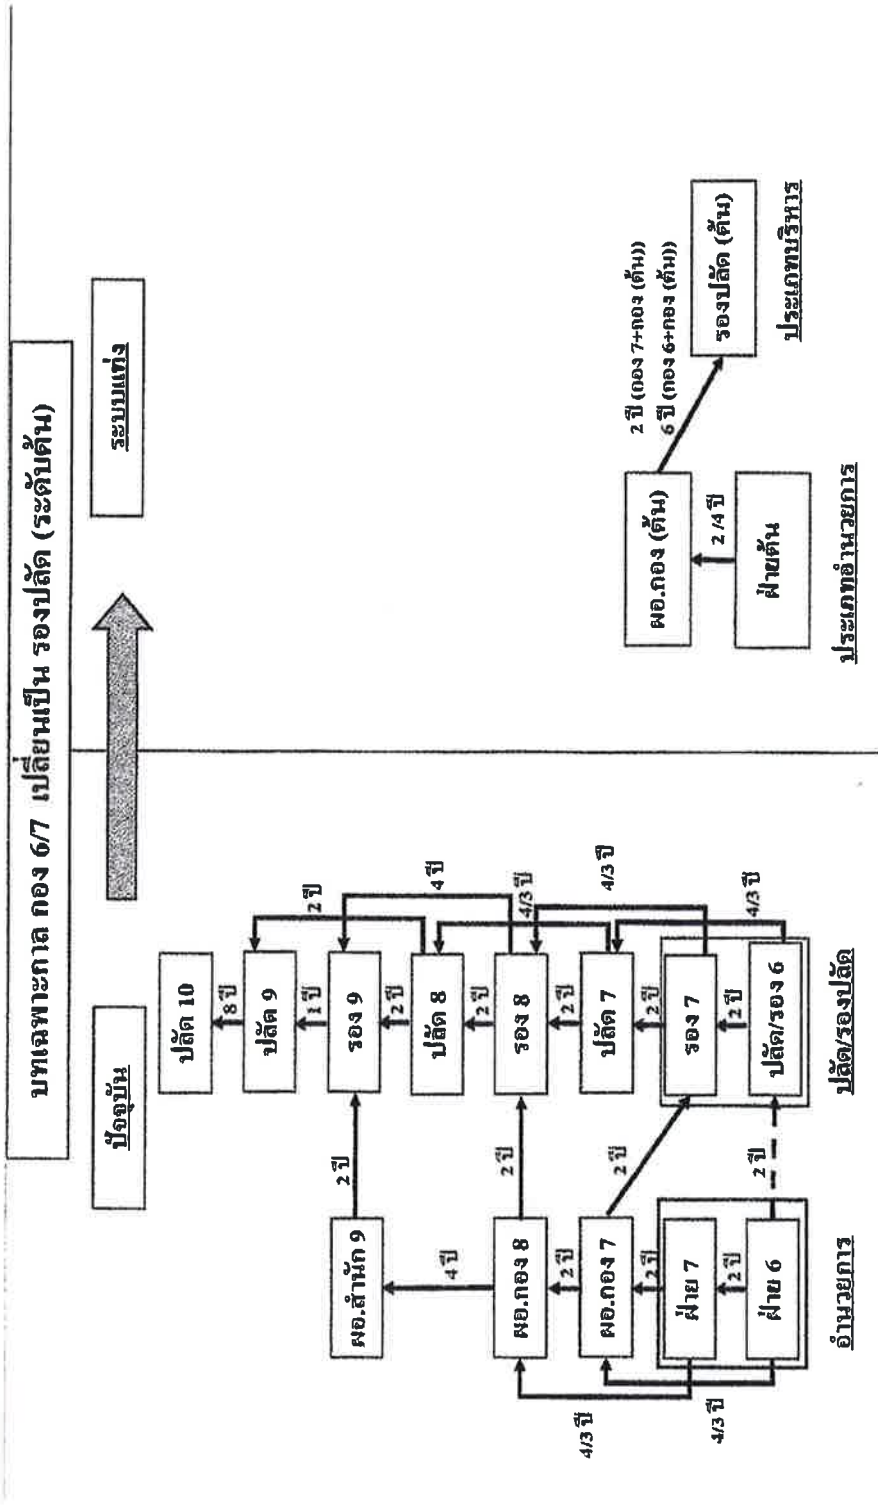 บทเฉพาะกาล กอง 6/7 เปลี่ยนเป็น รองปลัด (ระดับต้น)
ปัจจุบัน
ระบบแท่ง
ปลัด 10
8 ปี
ปลัด 9
2 ปี
1 ปี
ผอ.สำนัก 9
2 ปี
รอง 9
4 ปี
2 ปี
ปลัด 8
4 ปี
2 ปี
4/3 ปี
ผอ.กอง 8
2 ปี
รอง 8
4/3 ปี
2 ปี
2 ปี
4/3 ปี
ผอ.กอง 7
2 ปี
ปลัด 7
2 ปี
2 ปี
4/3 ปี
ฝ่าย 7
รอง 7
4/3 ปี
2 ปี
2 ปี
2 ปี
ฝ่าย 6
ปลัด/รอง 6
อำนวยการ
ปลัด/รองปลัด
2 ปี (กอง 7+กอง (ต้น))
6 ปี (กอง 6+กอง (ต้น))
ผอ.กอง (ต้น)
รองปลัด (ต้น)
2 /4 ปี
ฝ่ายต้น
ประเภทบริหาร
ประเภทอำนวยการ